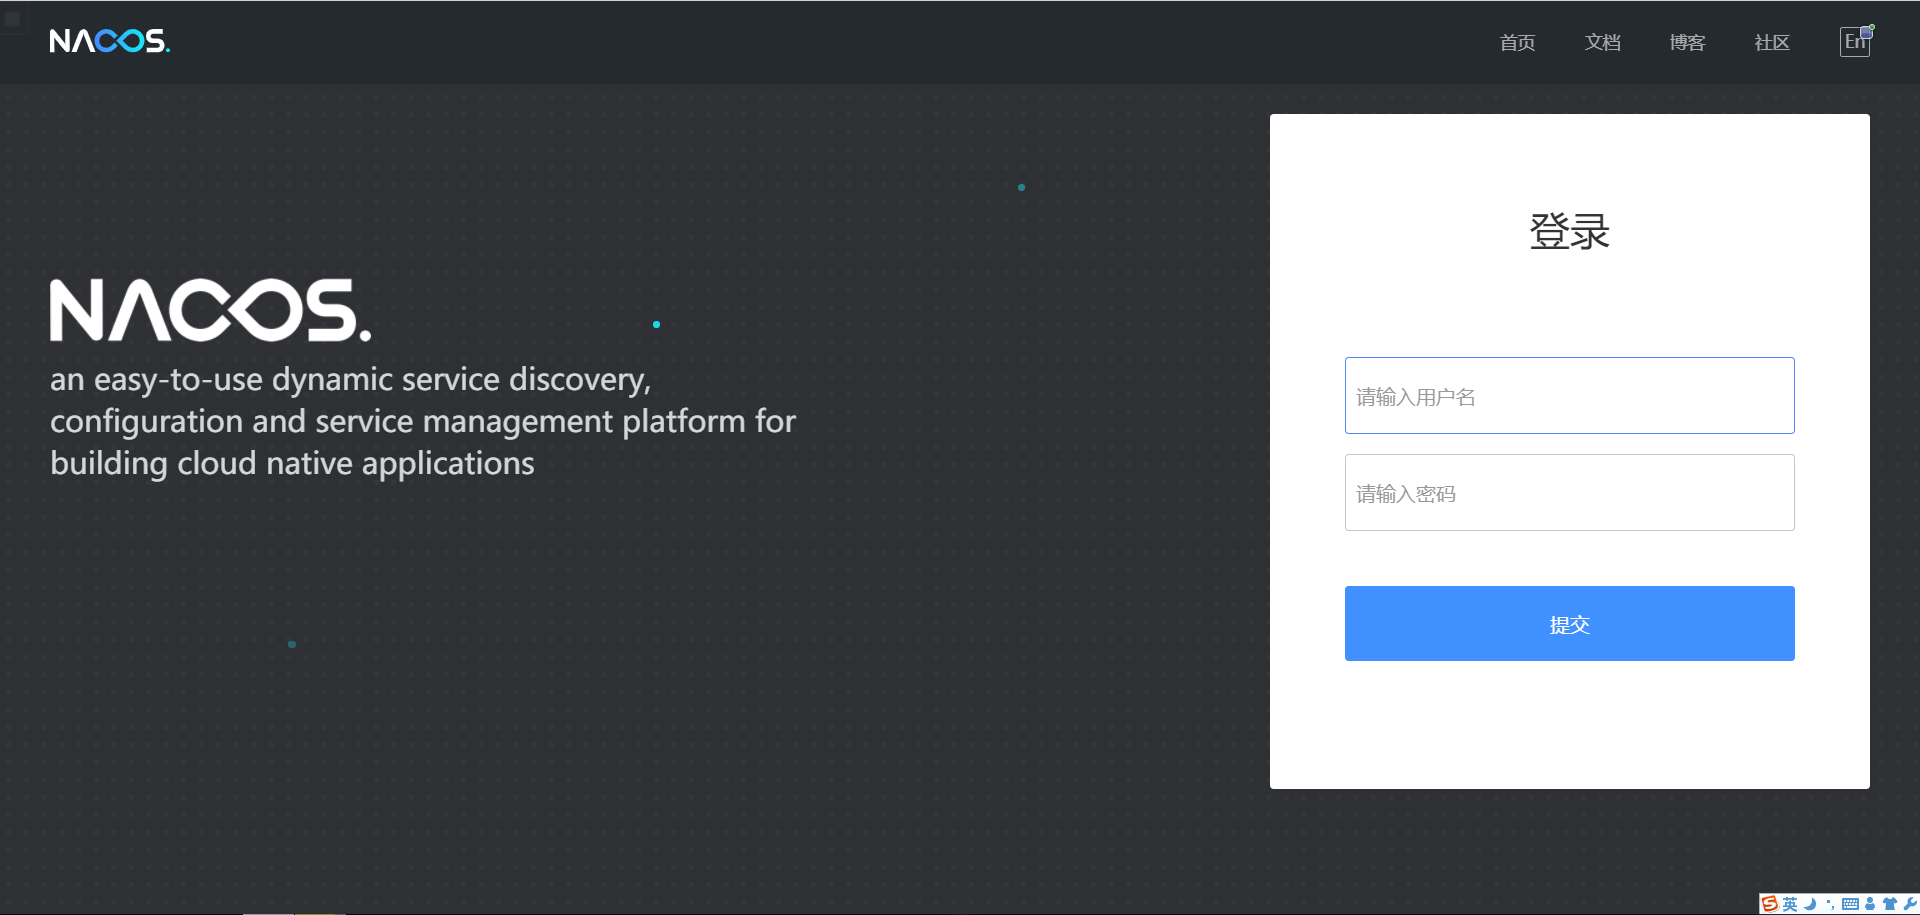 NACOS.
首页
文档
博客
社区
En
NACOS.
an easy-to-use dynamic service discovery,
configuration and service management platform for
building cloud native applications
登录
请输入用户名
请输入密码
提交
英